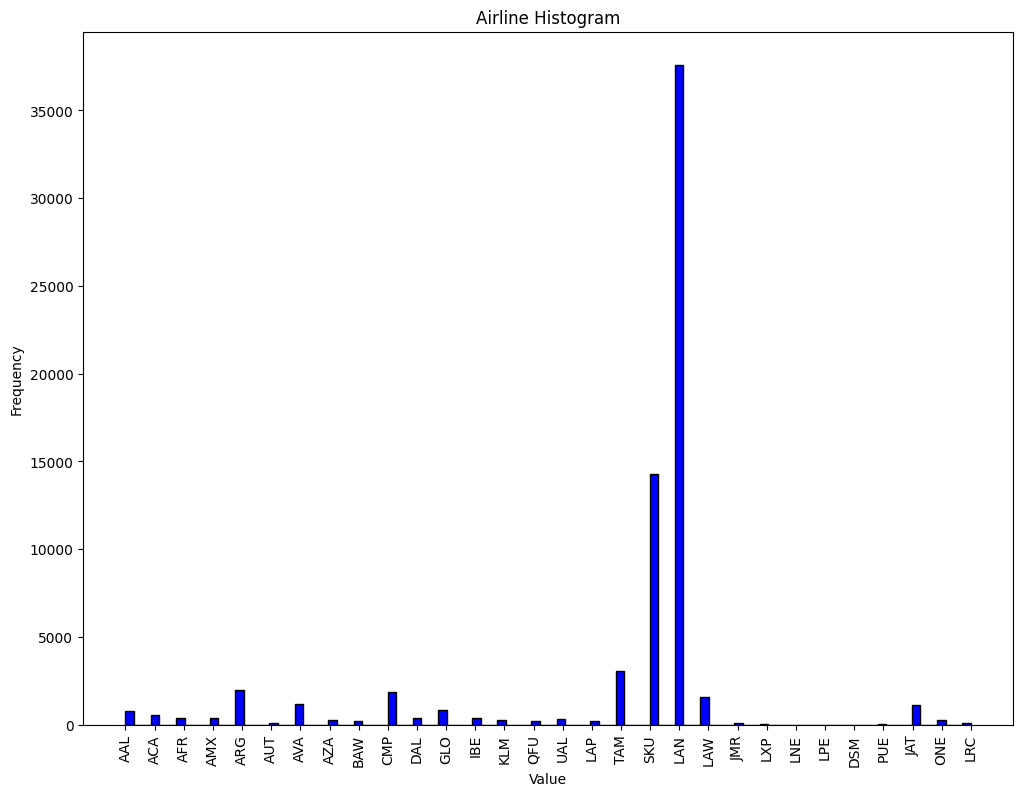 Airline Histogram
Frequency
35000
30000
25000
20000
15000
10000
5000
0
AAL ACA AFR AMX ARG AUT AVA AZA BAW CMP DAL GLO IBE KLM QFU UAL LAP TAM SKU LAN LAW JMR LXP LNE LPE DSM PUE JAT ONE LRC
Value